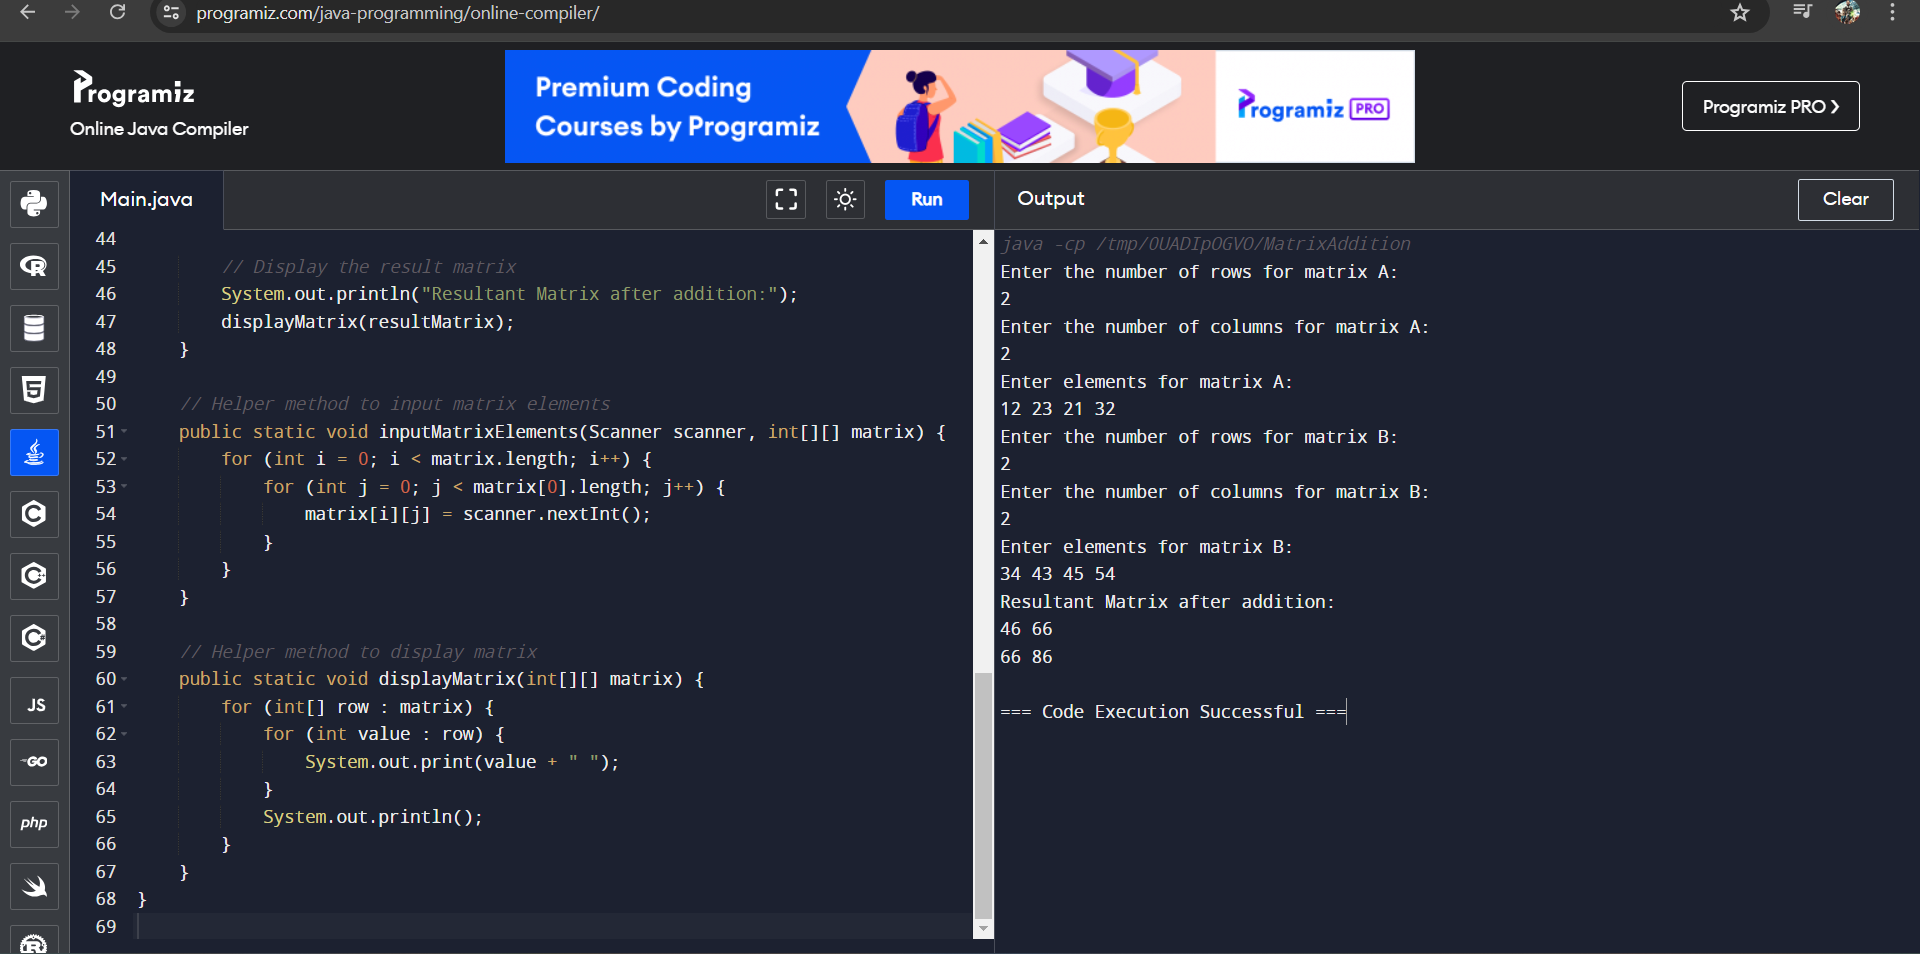 programiz.com/java-programming/online-compiler/
Programiz
Online Java Compiler
Premium Coding
Courses by Programiz
Programiz PRO
Programiz PRO ❯
Main.java
Run
44
45 // Display the result matrix
46 System.out.println("Resultant Matrix after addition:");
47 displayMatrix(resultMatrix);
48 }
49
50 // Helper method to input matrix elements
51 public static void inputMatrixElements(Scanner scanner, int[][] matrix) {
52 for (int i = 0; i < matrix.length; i++) {
53 for (int j = 0; j < matrix[0].length; j++) {
54 matrix[i][j] = scanner.nextInt();
55 }
56 }
57 }
58
59 // Helper method to display matrix
60 public static void displayMatrix(int[][] matrix) {
61 for (int[] row : matrix) {
62 for (int value : row) {
63 System.out.print(value + " ");
64 }
65 System.out.println();
66 }
67 }
68 }
69
Output
Clear
java -cp /tmp/OUADIpOGVO/MatrixAddition
Enter the number of rows for matrix A:
2
Enter the number of columns for matrix A:
2
Enter elements for matrix A:
12 23 21 32
Enter the number of rows for matrix B:
2
Enter the number of columns for matrix B:
2
Enter elements for matrix B:
34 43 45 54
Resultant Matrix after addition:
46 66
66 86
=== Code Execution Successful ===
R
5
C
C
C
JS
GO
php
R